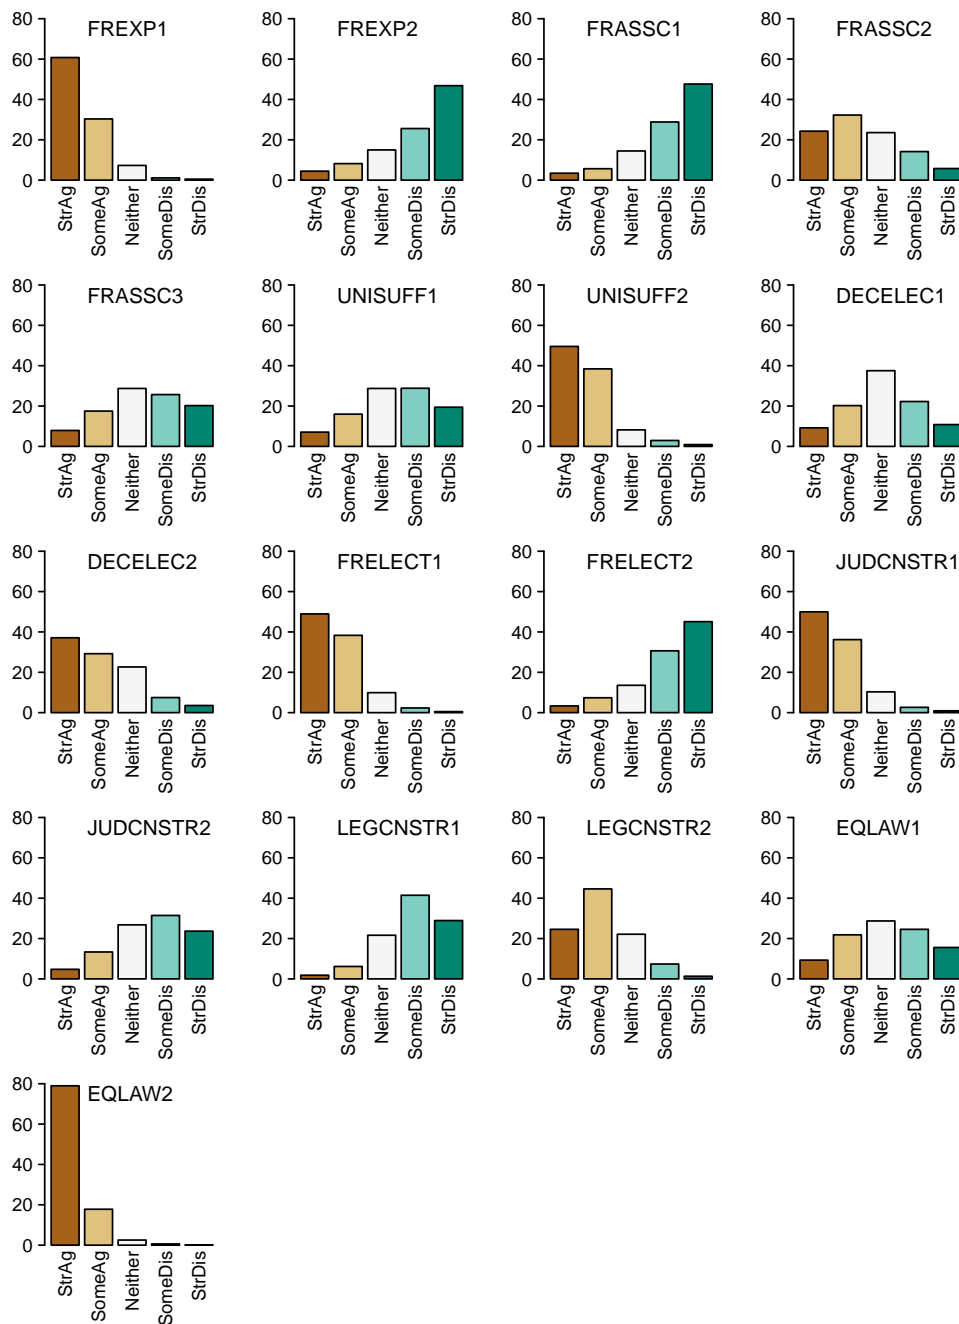 FREXP1
80
60
40
20
0
StrAg
SomeAg
Neither
SomeDis
StrDis
FREXP2
80
60
40
20
0
StrAg
SomeAg
Neither
SomeDis
StrDis
FRASSC1
80
60
40
20
0
StrAg
SomeAg
Neither
SomeDis
StrDis
FRASSC2
80
60
40
20
0
StrAg
SomeAg
Neither
SomeDis
StrDis
FRASSC3
80
60
40
20
0
StrAg
SomeAg
Neither
SomeDis
StrDis
UNISUFF1
80
60
40
20
0
StrAg
SomeAg
Neither
SomeDis
StrDis
UNISUFF2
80
60
40
20
0
StrAg
SomeAg
Neither
SomeDis
StrDis
DECELEC1
80
60
40
20
0
StrAg
SomeAg
Neither
SomeDis
StrDis
DECELEC2
80
60
40
20
0
StrAg
SomeAg
Neither
SomeDis
StrDis
FRELECT1
80
60
40
20
0
StrAg
SomeAg
Neither
SomeDis
StrDis
FRELECT2
80
60
40
20
0
StrAg
SomeAg
Neither
SomeDis
StrDis
JUDCNSTR1
80
60
40
20
0
StrAg
SomeAg
Neither
SomeDis
StrDis
JUDCNSTR2
80
60
40
20
0
StrAg
SomeAg
Neither
SomeDis
StrDis
LEGCNSTR1
80
60
40
20
0
StrAg
SomeAg
Neither
SomeDis
StrDis
LEGCNSTR2
80
60
40
20
0
StrAg
SomeAg
Neither
SomeDis
StrDis
EQLAW1
80
60
40
20
0
StrAg
SomeAg
Neither
SomeDis
StrDis
EQLAW2
80
60
40
20
0
StrAg
SomeAg
Neither
SomeDis
StrDis